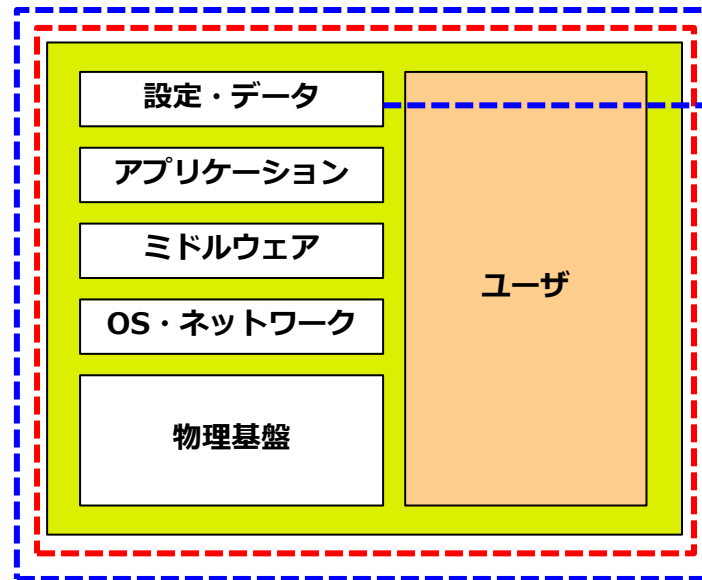 設定・データ
アプリケーション
ミドルウェア
OS・ネットワーク
物理基盤
ユーザ